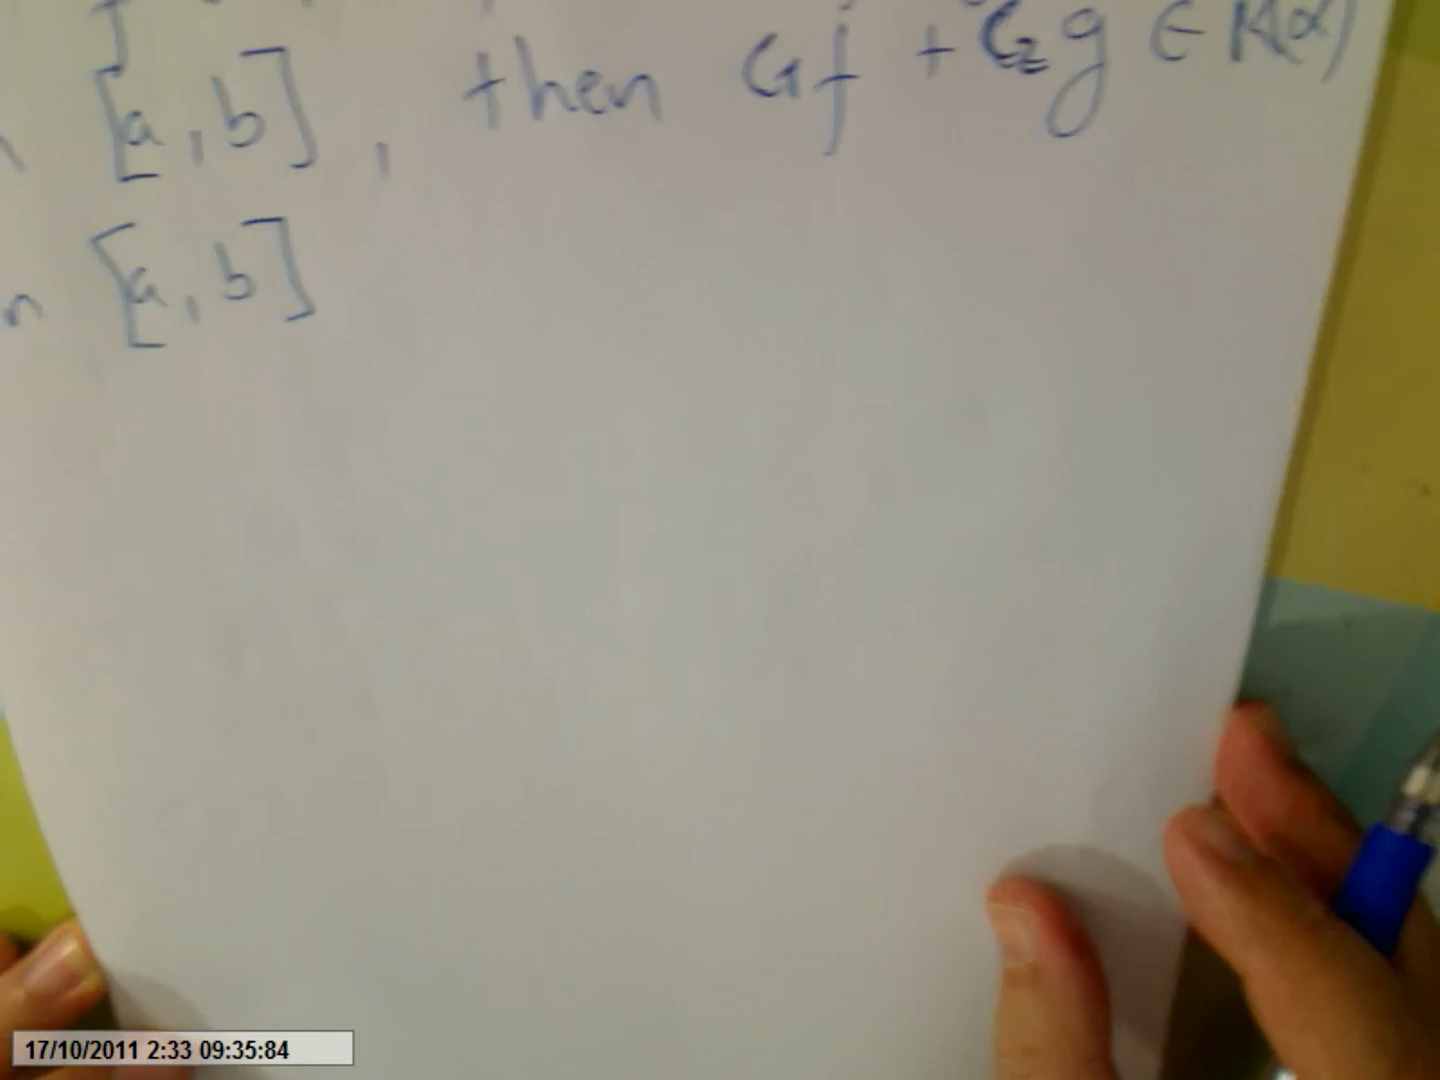 [a, b], then c₁f + c₂g ∈ R(α)
n [a, b]
17/10/2011 2:33 09:35:84